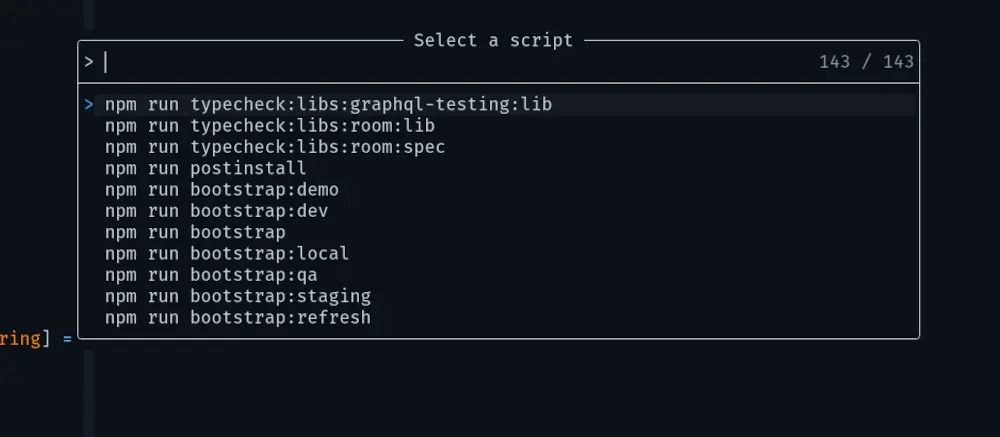 Select a script
> 143 / 143
> npm run typecheck:libs:graphql-testing:lib
npm run typecheck:libs:room:lib
npm run typecheck:libs:room:spec
npm run postinstall
npm run bootstrap:demo
npm run bootstrap:dev
npm run bootstrap
npm run bootstrap:local
npm run bootstrap:qa
npm run bootstrap:staging
npm run bootstrap:refresh
ring] =